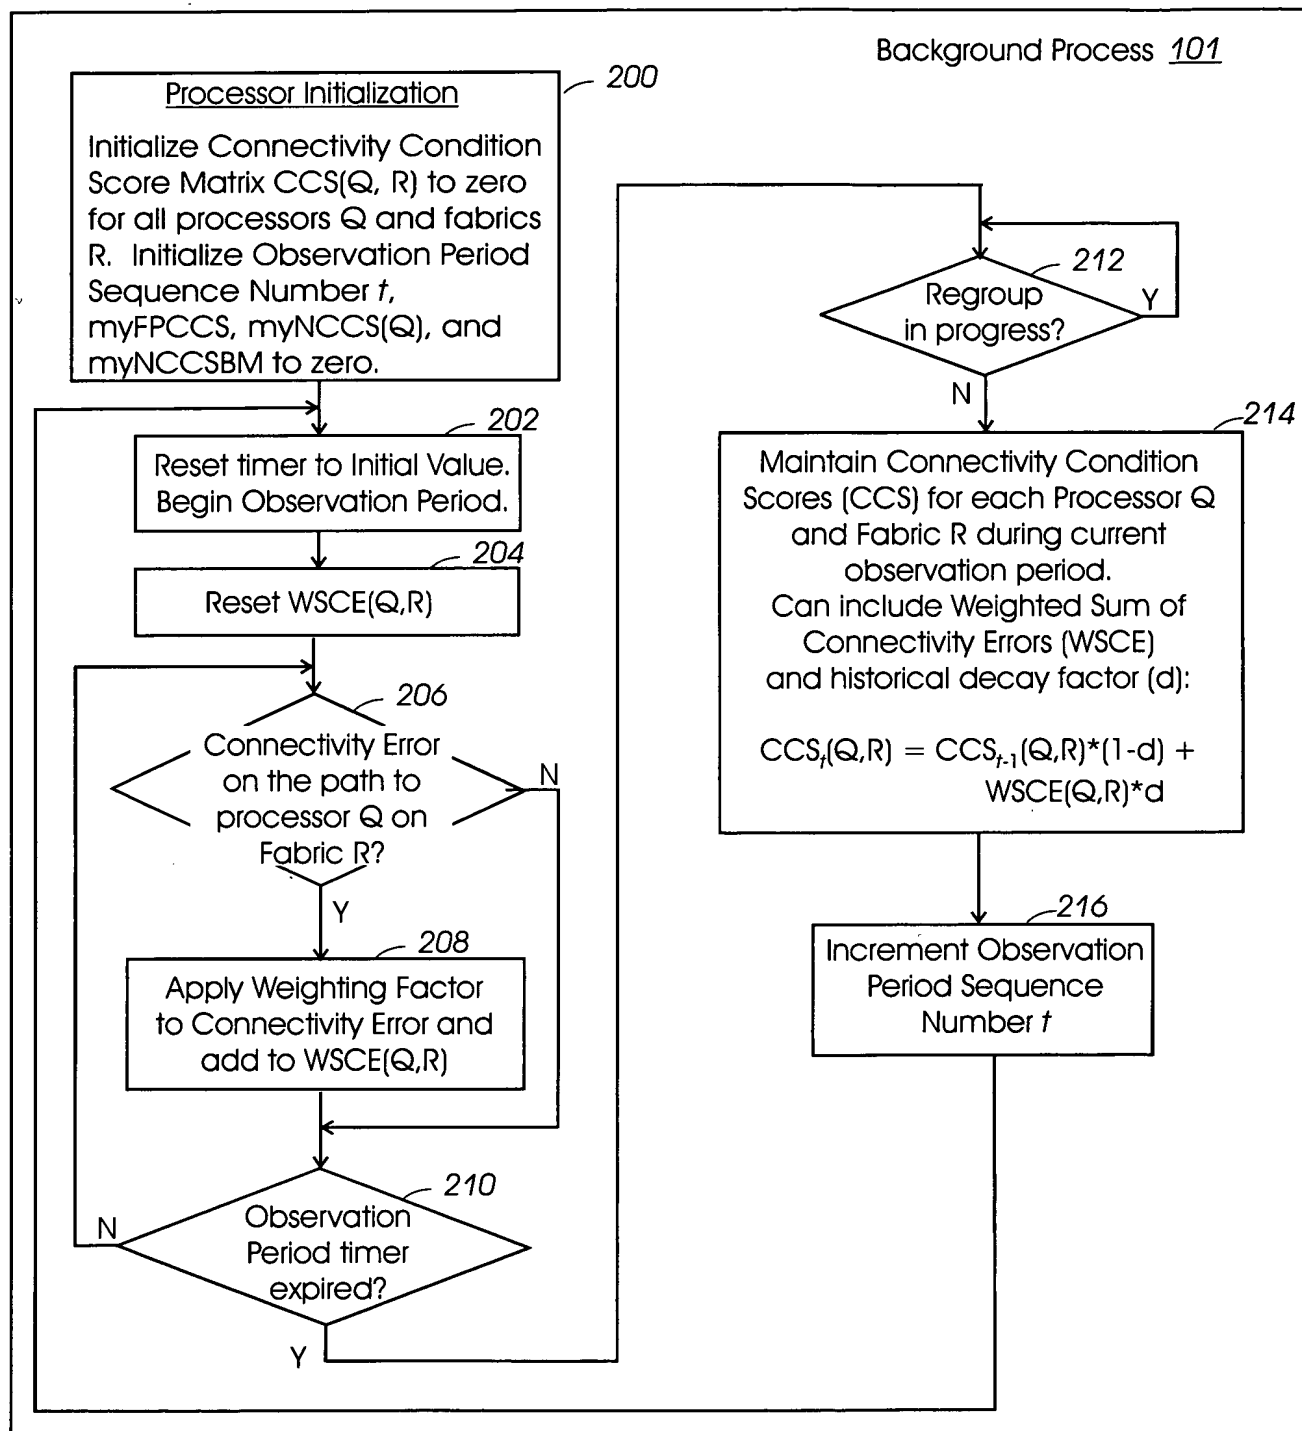 Background Process 101
200
Processor Initialization
Initialize Connectivity Condition
Score Matrix CCS(Q, R) to zero
for all processors Q and fabrics
R. Initialize Observation Period
Sequence Number t,
myFPCCS, myNCCS(Q), and
myNCCSBM to zero.
202
Reset timer to Initial Value.
Begin Observation Period.
204
Reset WSCE(Q,R)
206
Connectivity Error
on the path to
processor Q on
Fabric R?
N
Y
208
Apply Weighting Factor
to Connectivity Error and
add to WSCE(Q,R)
210
Observation
Period timer
expired?
N
Y
212
Regroup
in progress?
Y
N
214
Maintain Connectivity Condition
Scores (CCS) for each Processor Q
and Fabric R during current
observation period.
Can include Weighted Sum of
Connectivity Errors (WSCE)
and historical decay factor (d):
CCSt(Q,R) = CCSt-1(Q,R)*(1-d) +
WSCE(Q,R)*d
216
Increment Observation
Period Sequence
Number t